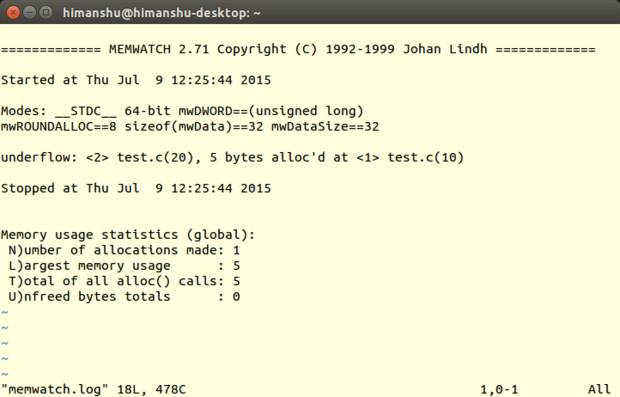 himanshu@himanshu-desktop: ~
============= MEMWATCH 2.71 Copyright (C) 1992-1999 Johan Lindh =============
Started at Thu Jul  9 12:25:44 2015
Modes: __STDC__ 64-bit mwDWORD==(unsigned long)
mwROUNDALLOC==8 sizeof(mwData)==32 mwDataSize==32
underflow: <2> test.c(20), 5 bytes alloc'd at <1> test.c(10)
Stopped at Thu Jul  9 12:25:44 2015
Memory usage statistics (global):
 N)umber of allocations made: 1
 L)argest memory usage      : 5
 T)otal of all alloc() calls: 5
 U)nfreed bytes totals      : 0
~
~
~
~
~
"memwatch.log" 18L, 478C 1,0-1 All